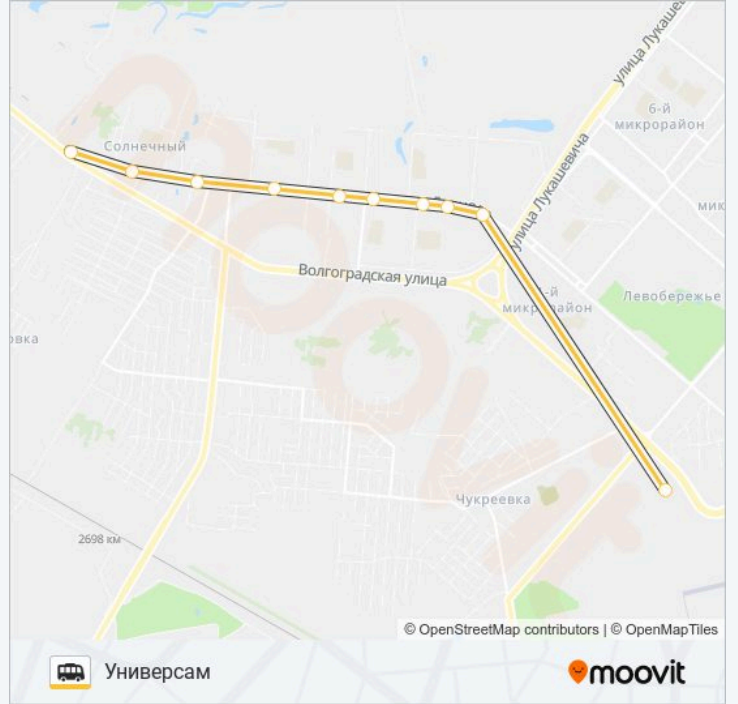 улица Лукашев
6-й
микрорайон
Солнечный
улица Лукашевича
мик
Волгоградская улица
-й
микрорайон
Левобережье
овка
Чукреевка
2698 км
© OpenStreetMap contributors | © OpenMapTiles
Универсам
moovit